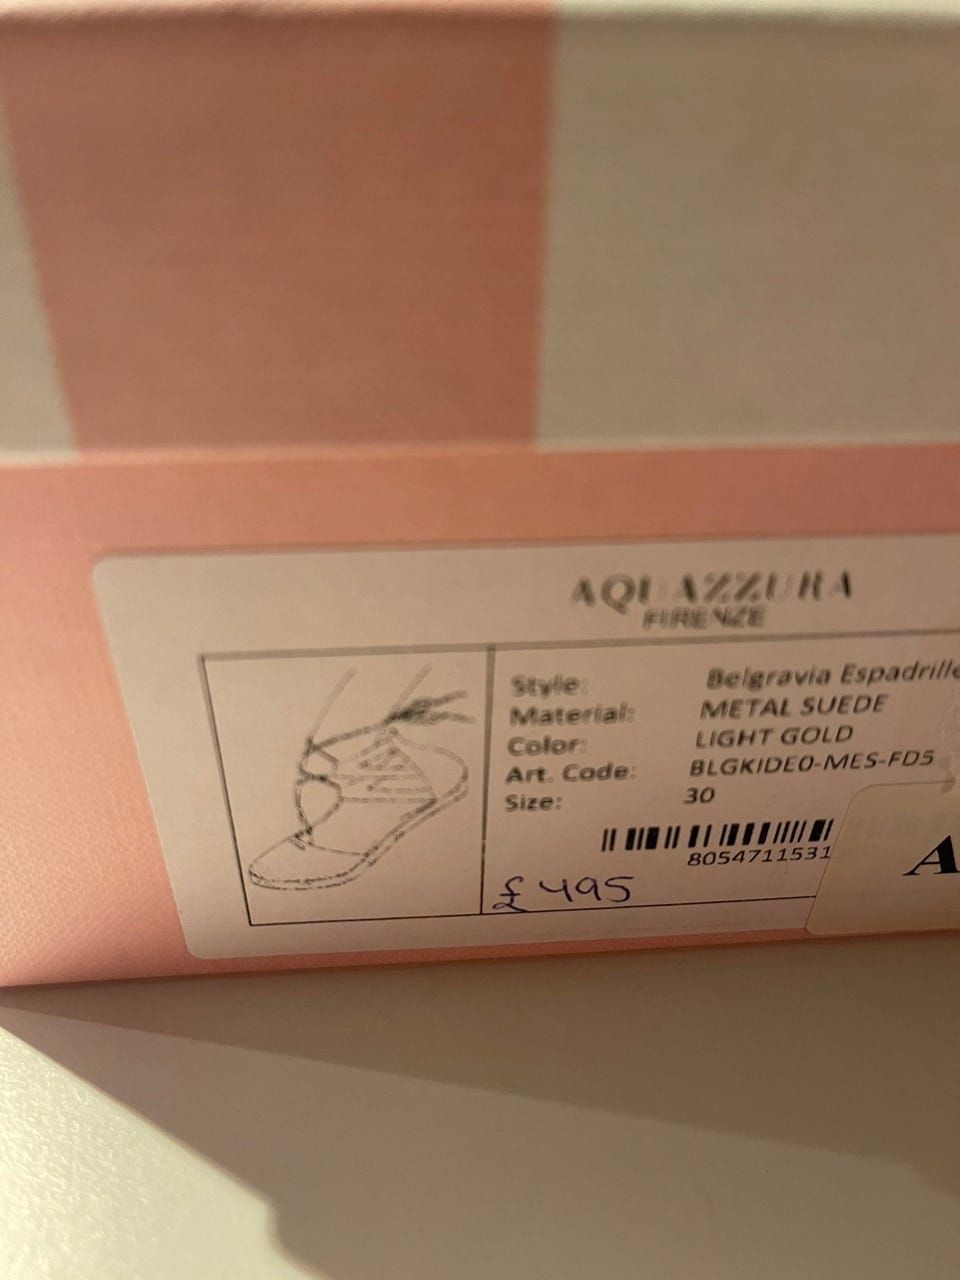 AQUAZZURA
FIRENZE
Style: Belgravia Espadrille
Material: METAL SUEDE
Color: LIGHT GOLD
Art. Code: BLGKIDE0-MES-FD5
Size: 30
8054711531
£495
A